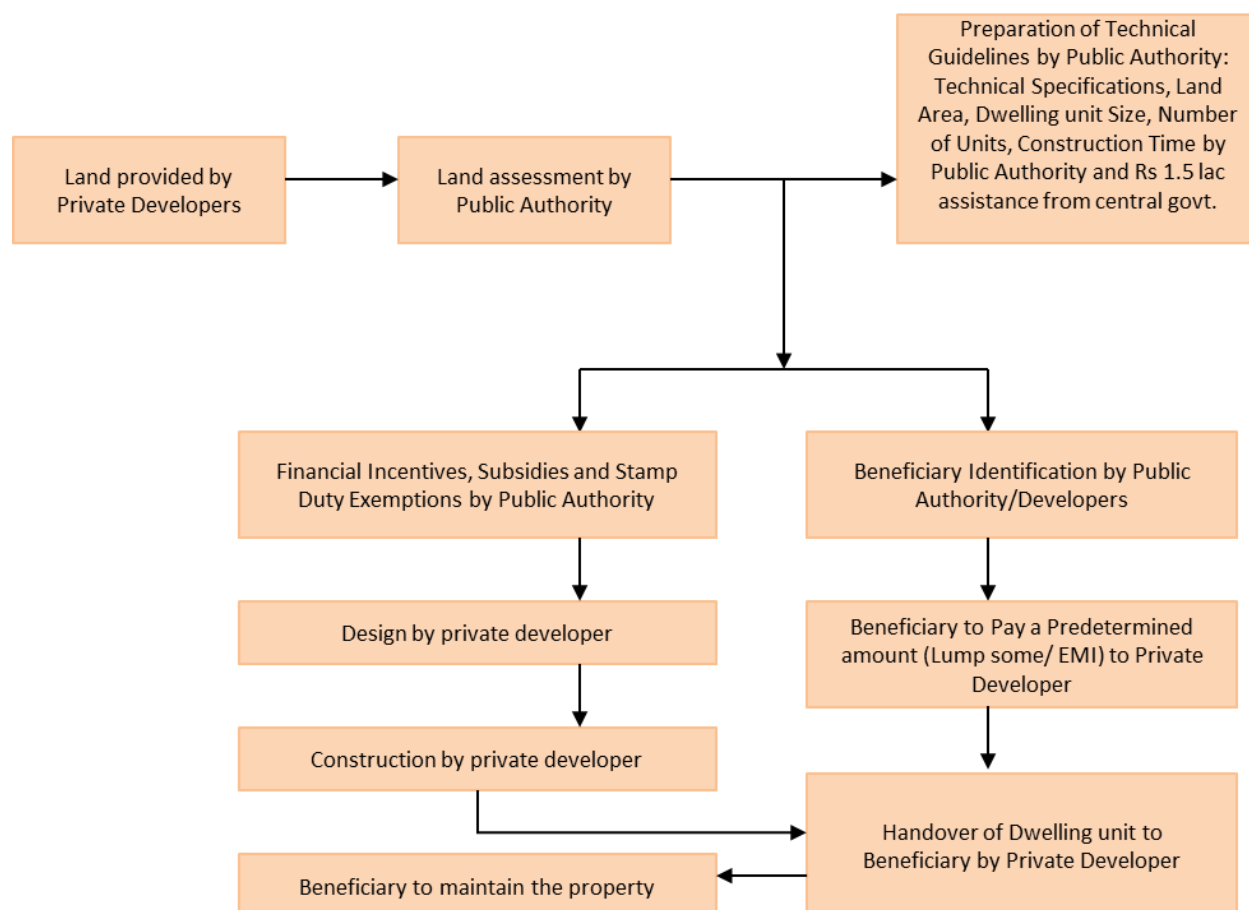 Preparation of Technical
Guidelines by Public Authority:
Technical Specifications, Land
Area, Dwelling unit Size, Number
of Units, Construction Time by
Public Authority and Rs 1.5 lac
assistance from central govt.
Land provided by
Private Developers
Land assessment by
Public Authority
Financial Incentives, Subsidies and Stamp
Duty Exemptions by Public Authority
Beneficiary Identification by Public
Authority/Developers
Design by private developer
Beneficiary to Pay a Predetermined
amount (Lump some/ EMI) to Private
Developer
Construction by private developer
Handover of Dwelling unit to
Beneficiary by Private Developer
Beneficiary to maintain the property